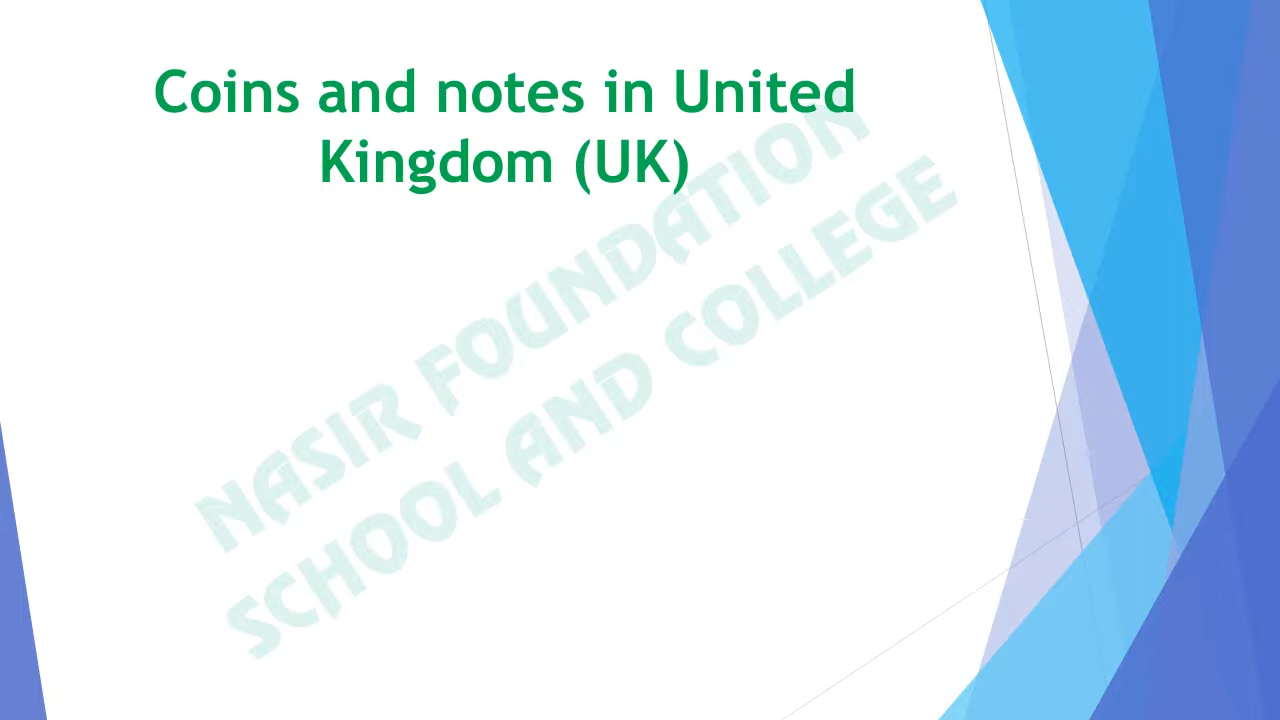 Coins and notes in United
Kingdom (UK)
NASIR FOUNDATION
SCHOOL AND COLLEGE